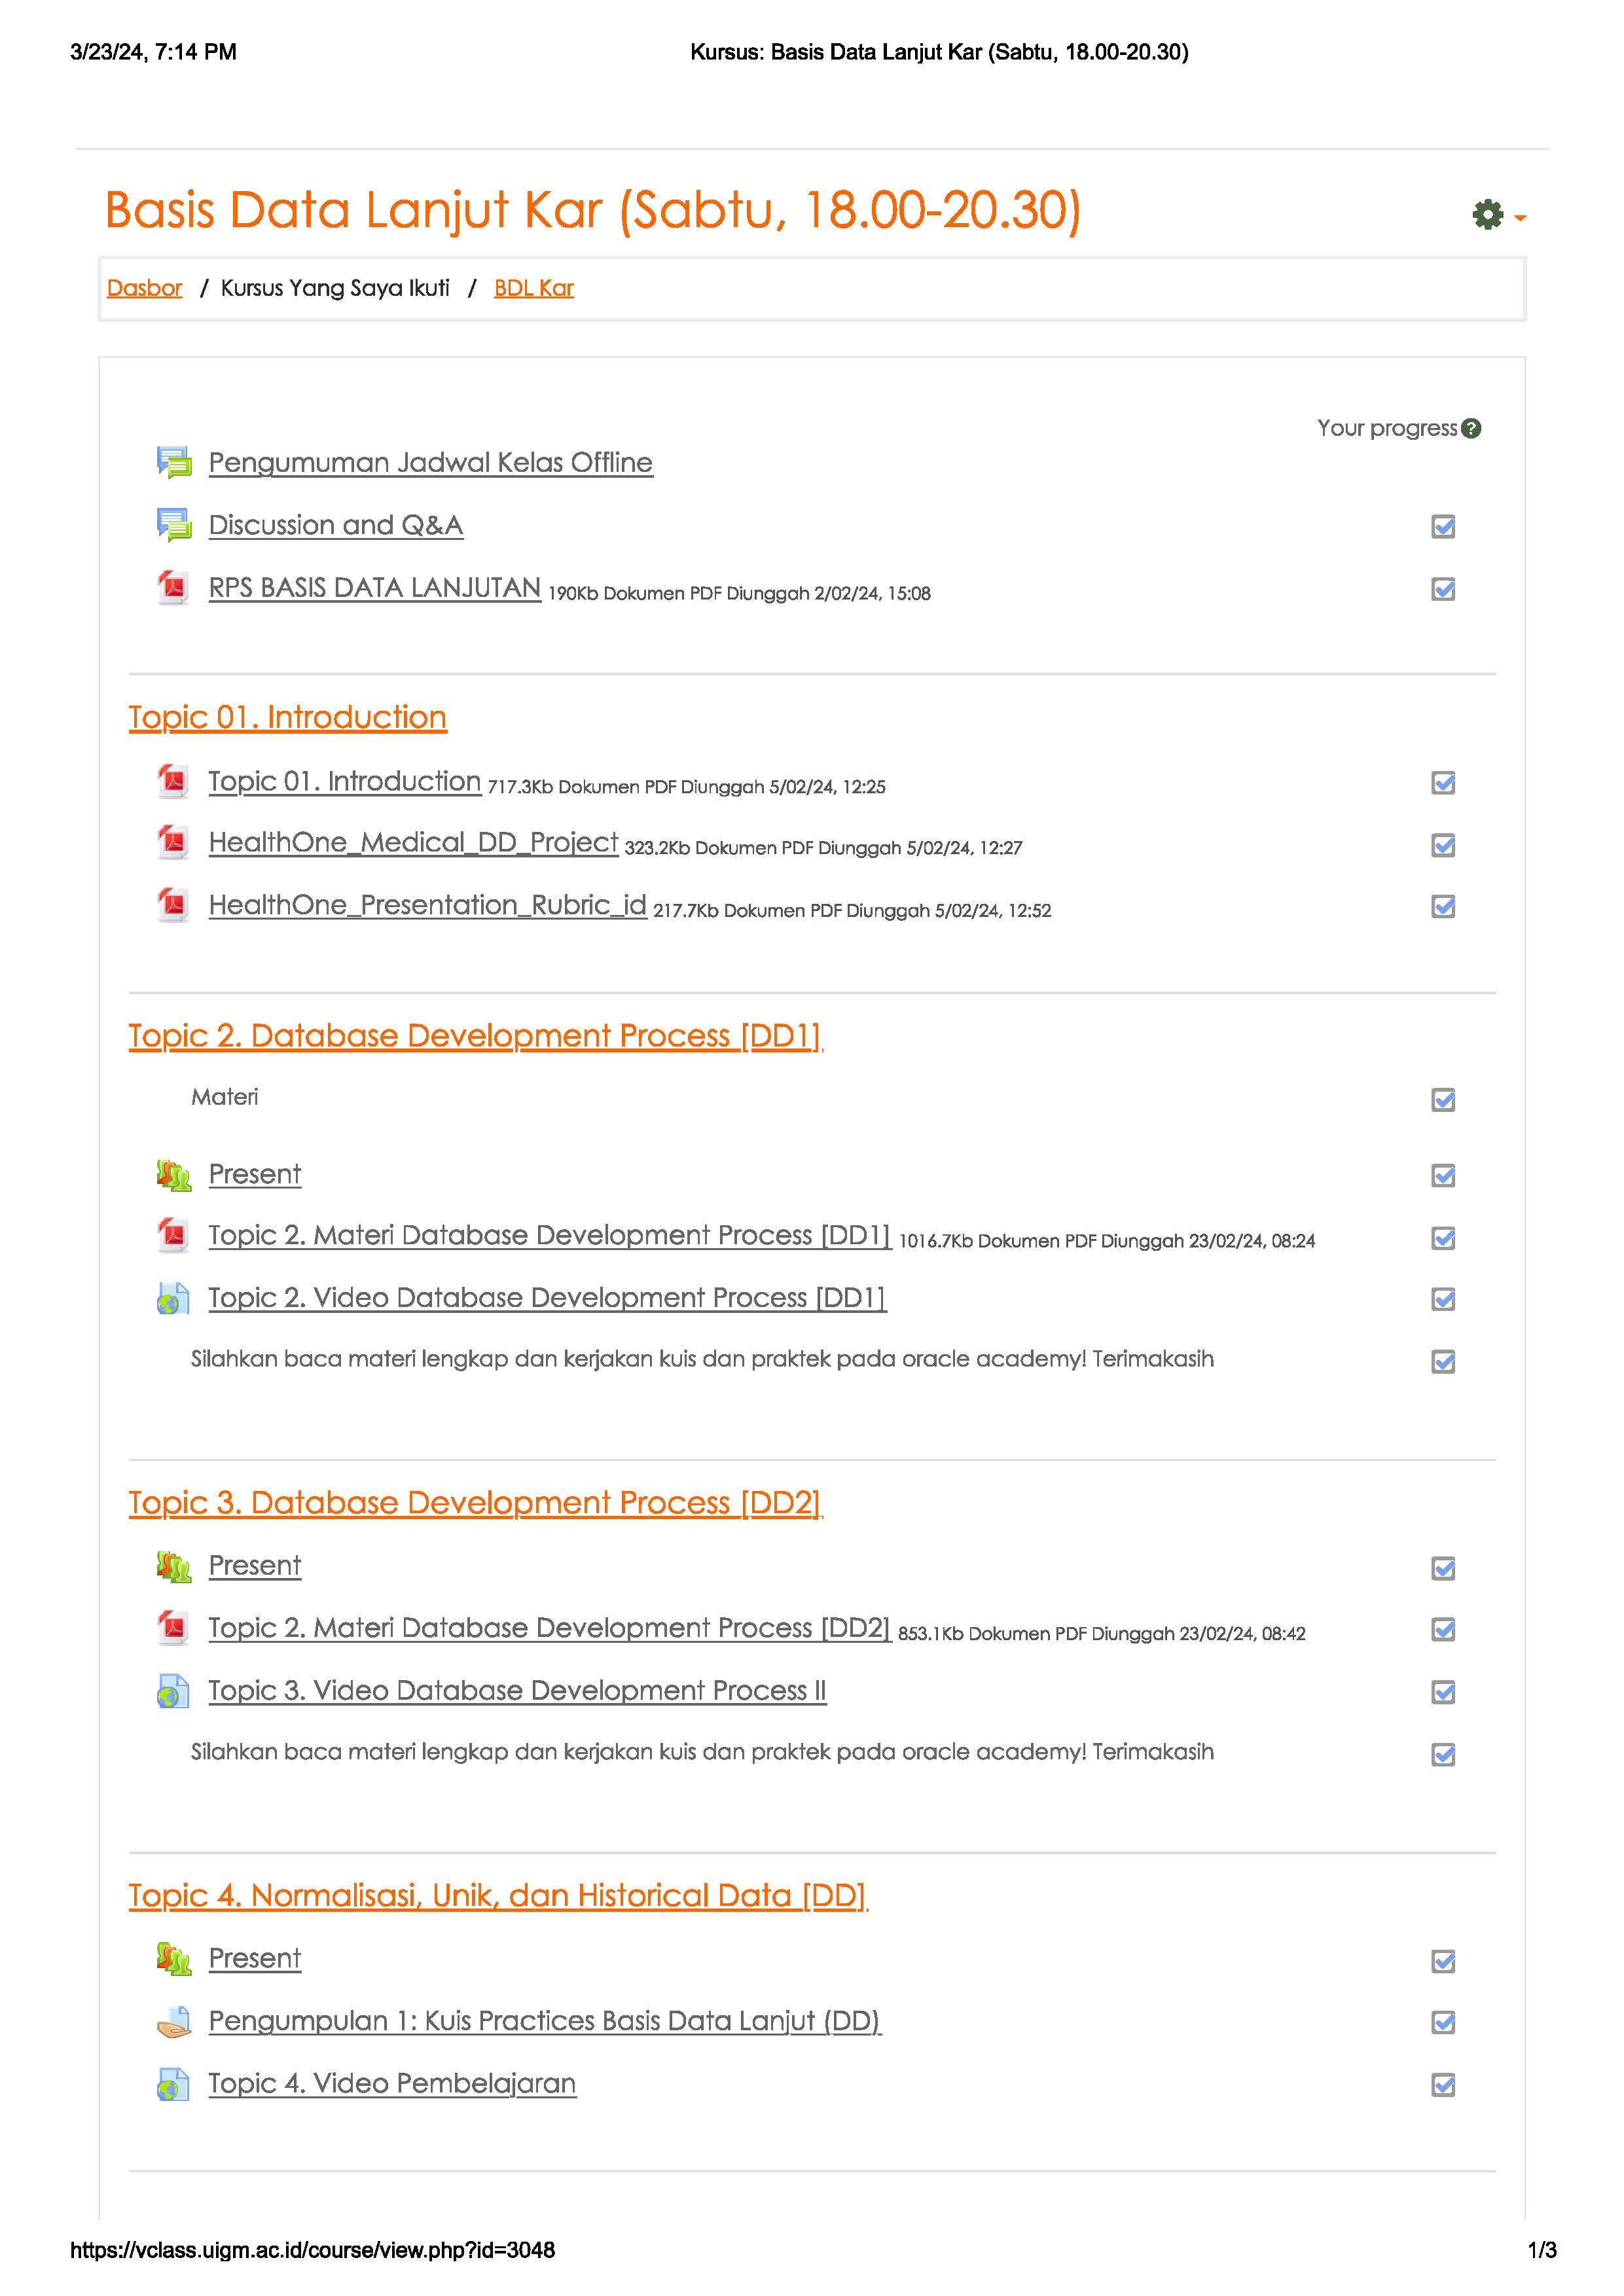 3/23/24, 7:14 PM
Kursus: Basis Data Lanjut Kar (Sabtu, 18.00-20.30)
Basis Data Lanjut Kar (Sabtu, 18.00-20.30)
Dasbor / Kursus Yang Saya Ikuti / BDL Kar
Your progress
Pengumuman Jadwal Kelas Offline
Discussion and Q&A
RPS BASIS DATA LANJUTAN 190Kb Dokumen PDF Diunggah 2/02/24, 15:08
Topic 01. Introduction
Topic 01. Introduction 717.3Kb Dokumen PDF Diunggah 5/02/24, 12:25
HealthOne_Medical_DD_Project 323.2Kb Dokumen PDF Diunggah 5/02/24, 12:27
HealthOne_Presentation_Rubric_id 217.7Kb Dokumen PDF Diunggah 5/02/24, 12:52
Topic 2. Database Development Process [DD1]
Materi
Present
Topic 2. Materi Database Development Process [DD1] 1016.7Kb Dokumen PDF Diunggah 23/02/24, 08:24
Topic 2. Video Database Development Process [DD1]
Silahkan baca materi lengkap dan kerjakan kuis dan praktek pada oracle academy! Terimakasih
Topic 3. Database Development Process [DD2]
Present
Topic 2. Materi Database Development Process [DD2] 853.1Kb Dokumen PDF Diunggah 23/02/24, 08:42
Topic 3. Video Database Development Process II
Silahkan baca materi lengkap dan kerjakan kuis dan praktek pada oracle academy! Terimakasih
Topic 4. Normalisasi, Unik, dan Historical Data [DD]
Present
Pengumpulan 1: Kuis Practices Basis Data Lanjut (DD)
Topic 4. Video Pembelajaran
https://vclass.uigm.ac.id/course/view.php?id=3048
1/3